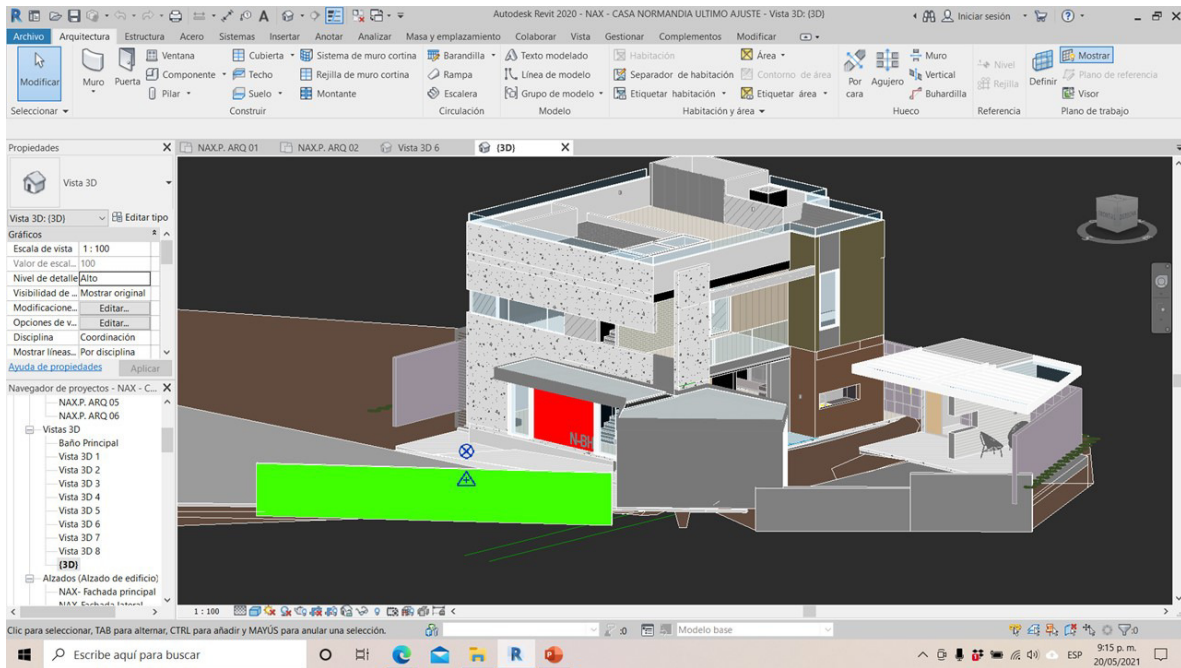 Autodesk Revit 2020 - NAX - CASA NORMANDIA ULTIMO AJUSTE - Vista 3D: {3D}
Iniciar sesión
Archivo Arquitectura Estructura Acero Sistemas Insertar Anotar Analizar Masa y emplazamiento Colaborar Vista Gestionar Complementos Modificar
Modificar
Muro
Puerta
Ventana
Componente
Pilar
Cubierta
Techo
Suelo
Sistema de muro cortina
Rejilla de muro cortina
Montante
Barandilla
Rampa
Escalera
Texto modelado
Línea de modelo
Grupo de modelo
Habitación
Separador de habitación
Etiquetar habitación
Área
Contorno de área
Etiquetar área
Por cara
Agujero
Muro
Vertical
Buhardilla
Nivel
Rejilla
Definir
Mostrar
Plano de referencia
Visor
Seleccionar Construir Circulación Modelo Habitación y área Hueco Referencia Plano de trabajo
Propiedades
NAX.P. ARQ 01 NAX.P. ARQ 02 Vista 3D 6 {3D}
Vista 3D
Vista 3D: {3D} Editar tipo
Gráficos
Escala de vista 1 : 100
Valor de escal... 100
Nivel de detalle Alto
Visibilidad de ... Mostrar original
Modificacione... Editar...
Opciones de v... Editar...
Disciplina Coordinación
Mostrar líneas... Por disciplina
Ayuda de propiedades Aplicar
Navegador de proyectos - NAX - C...
NAX.P. ARQ 05
NAX.P. ARQ 06
Vistas 3D
Baño Principal
Vista 3D 1
Vista 3D 2
Vista 3D 3
Vista 3D 4
Vista 3D 5
Vista 3D 6
Vista 3D 7
Vista 3D 8
{3D}
Alzados (Alzado de edificio)
NAX- Fachada principal
NAX- Fachada lateral
N-BH
1 : 100
Clic para seleccionar, TAB para alternar, CTRL para añadir y MAYÚS para anular una selección.
:0
Modelo base
:0
Escribe aquí para buscar
ESP
9:15 p. m.
20/05/2021